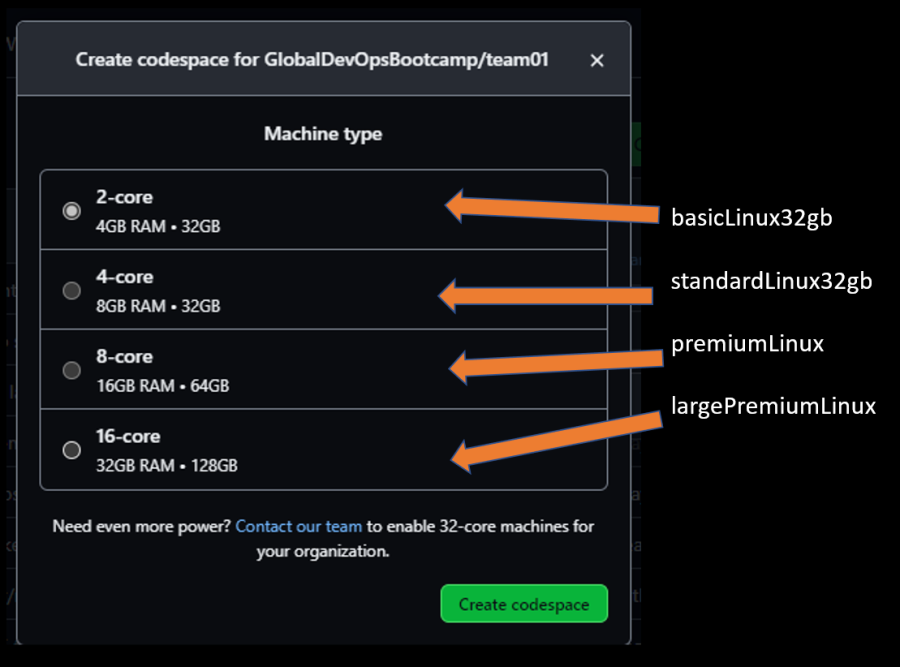 Create codespace for GlobalDevOpsBootcamp/team01
Machine type
2-core
4GB RAM • 32GB
basicLinux32gb
4-core
8GB RAM • 32GB
standardLinux32gb
8-core
16GB RAM • 64GB
premiumLinux
16-core
32GB RAM • 128GB
largePremiumLinux
Need even more power? Contact our team to enable 32-core machines for
your organization.
Create codespace